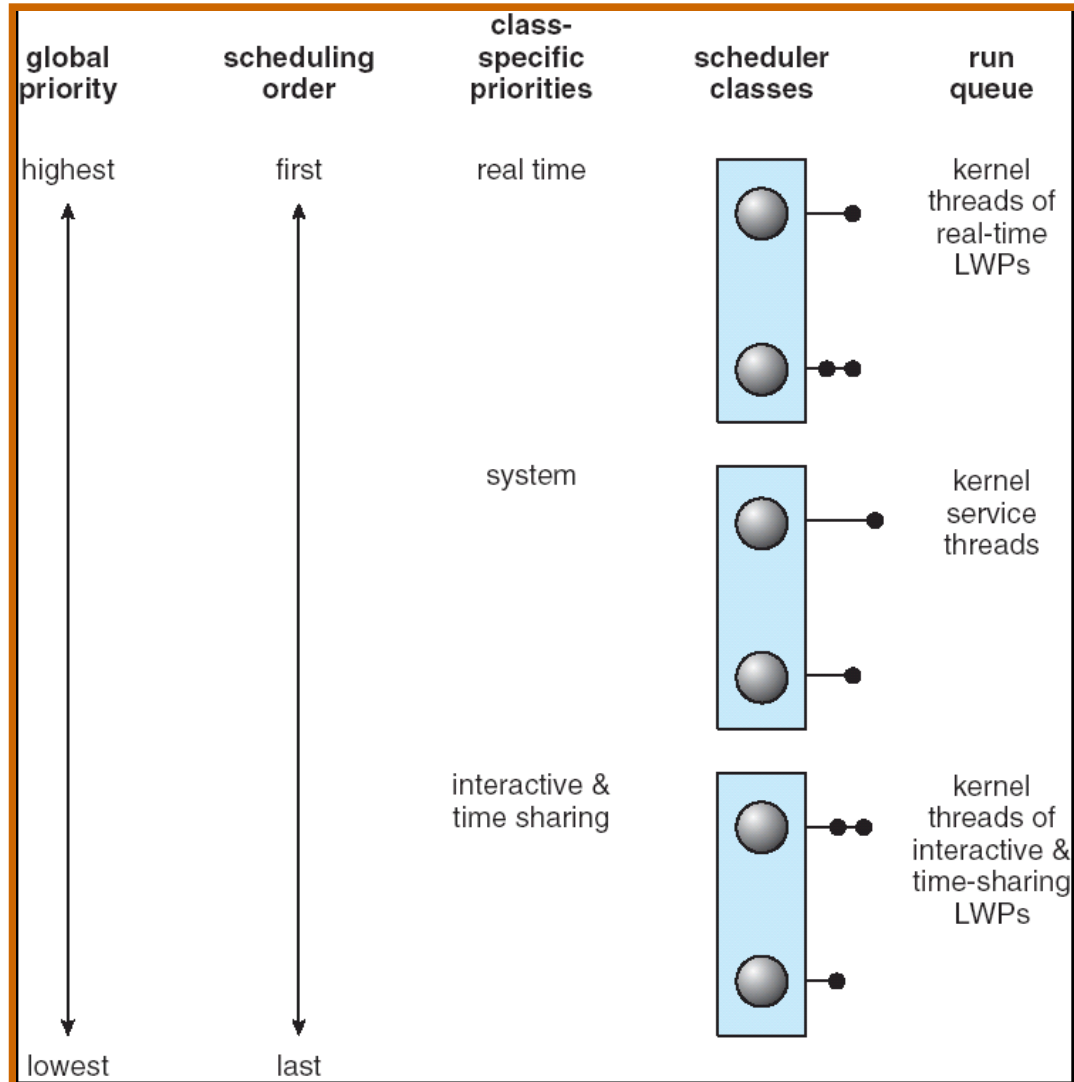 global
priority
scheduling
order
class-
specific
priorities
scheduler
classes
run
queue
highest
first
real time
kernel
threads of
real-time
LWPs
system
kernel
service
threads
interactive &
time sharing
kernel
threads of
interactive &
time-sharing
LWPs
lowest
last